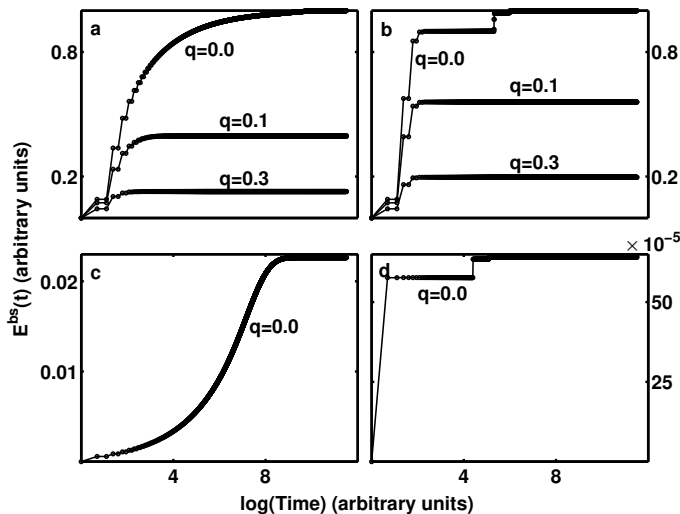 a
q=0.0
q=0.1
q=0.3
b
0.8
0.2
q=0.0
q=0.1
q=0.3
0.8
0.2
E^bs(t) (arbitrary units)
c
0.02
0.01
q=0.0
4
8
d
× 10^-5
q=0.0
50
25
4
8
log(Time) (arbitrary units)